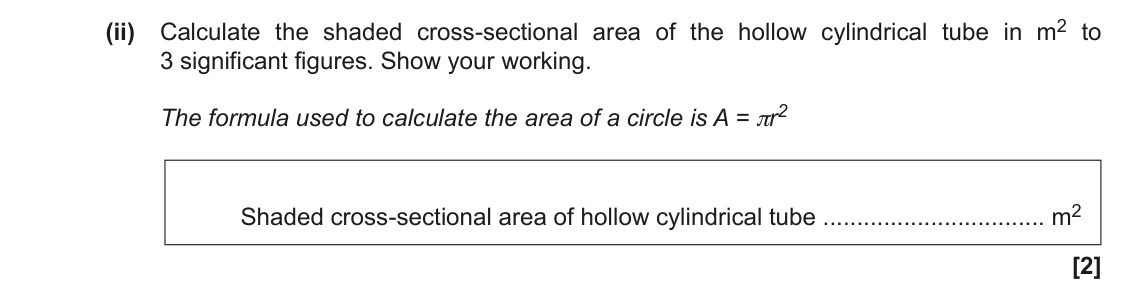 (ii) Calculate the shaded cross-sectional area of the hollow cylindrical tube in m² to
3 significant figures. Show your working.
The formula used to calculate the area of a circle is A = πr²
Shaded cross-sectional area of hollow cylindrical tube ................................. m²
[2]